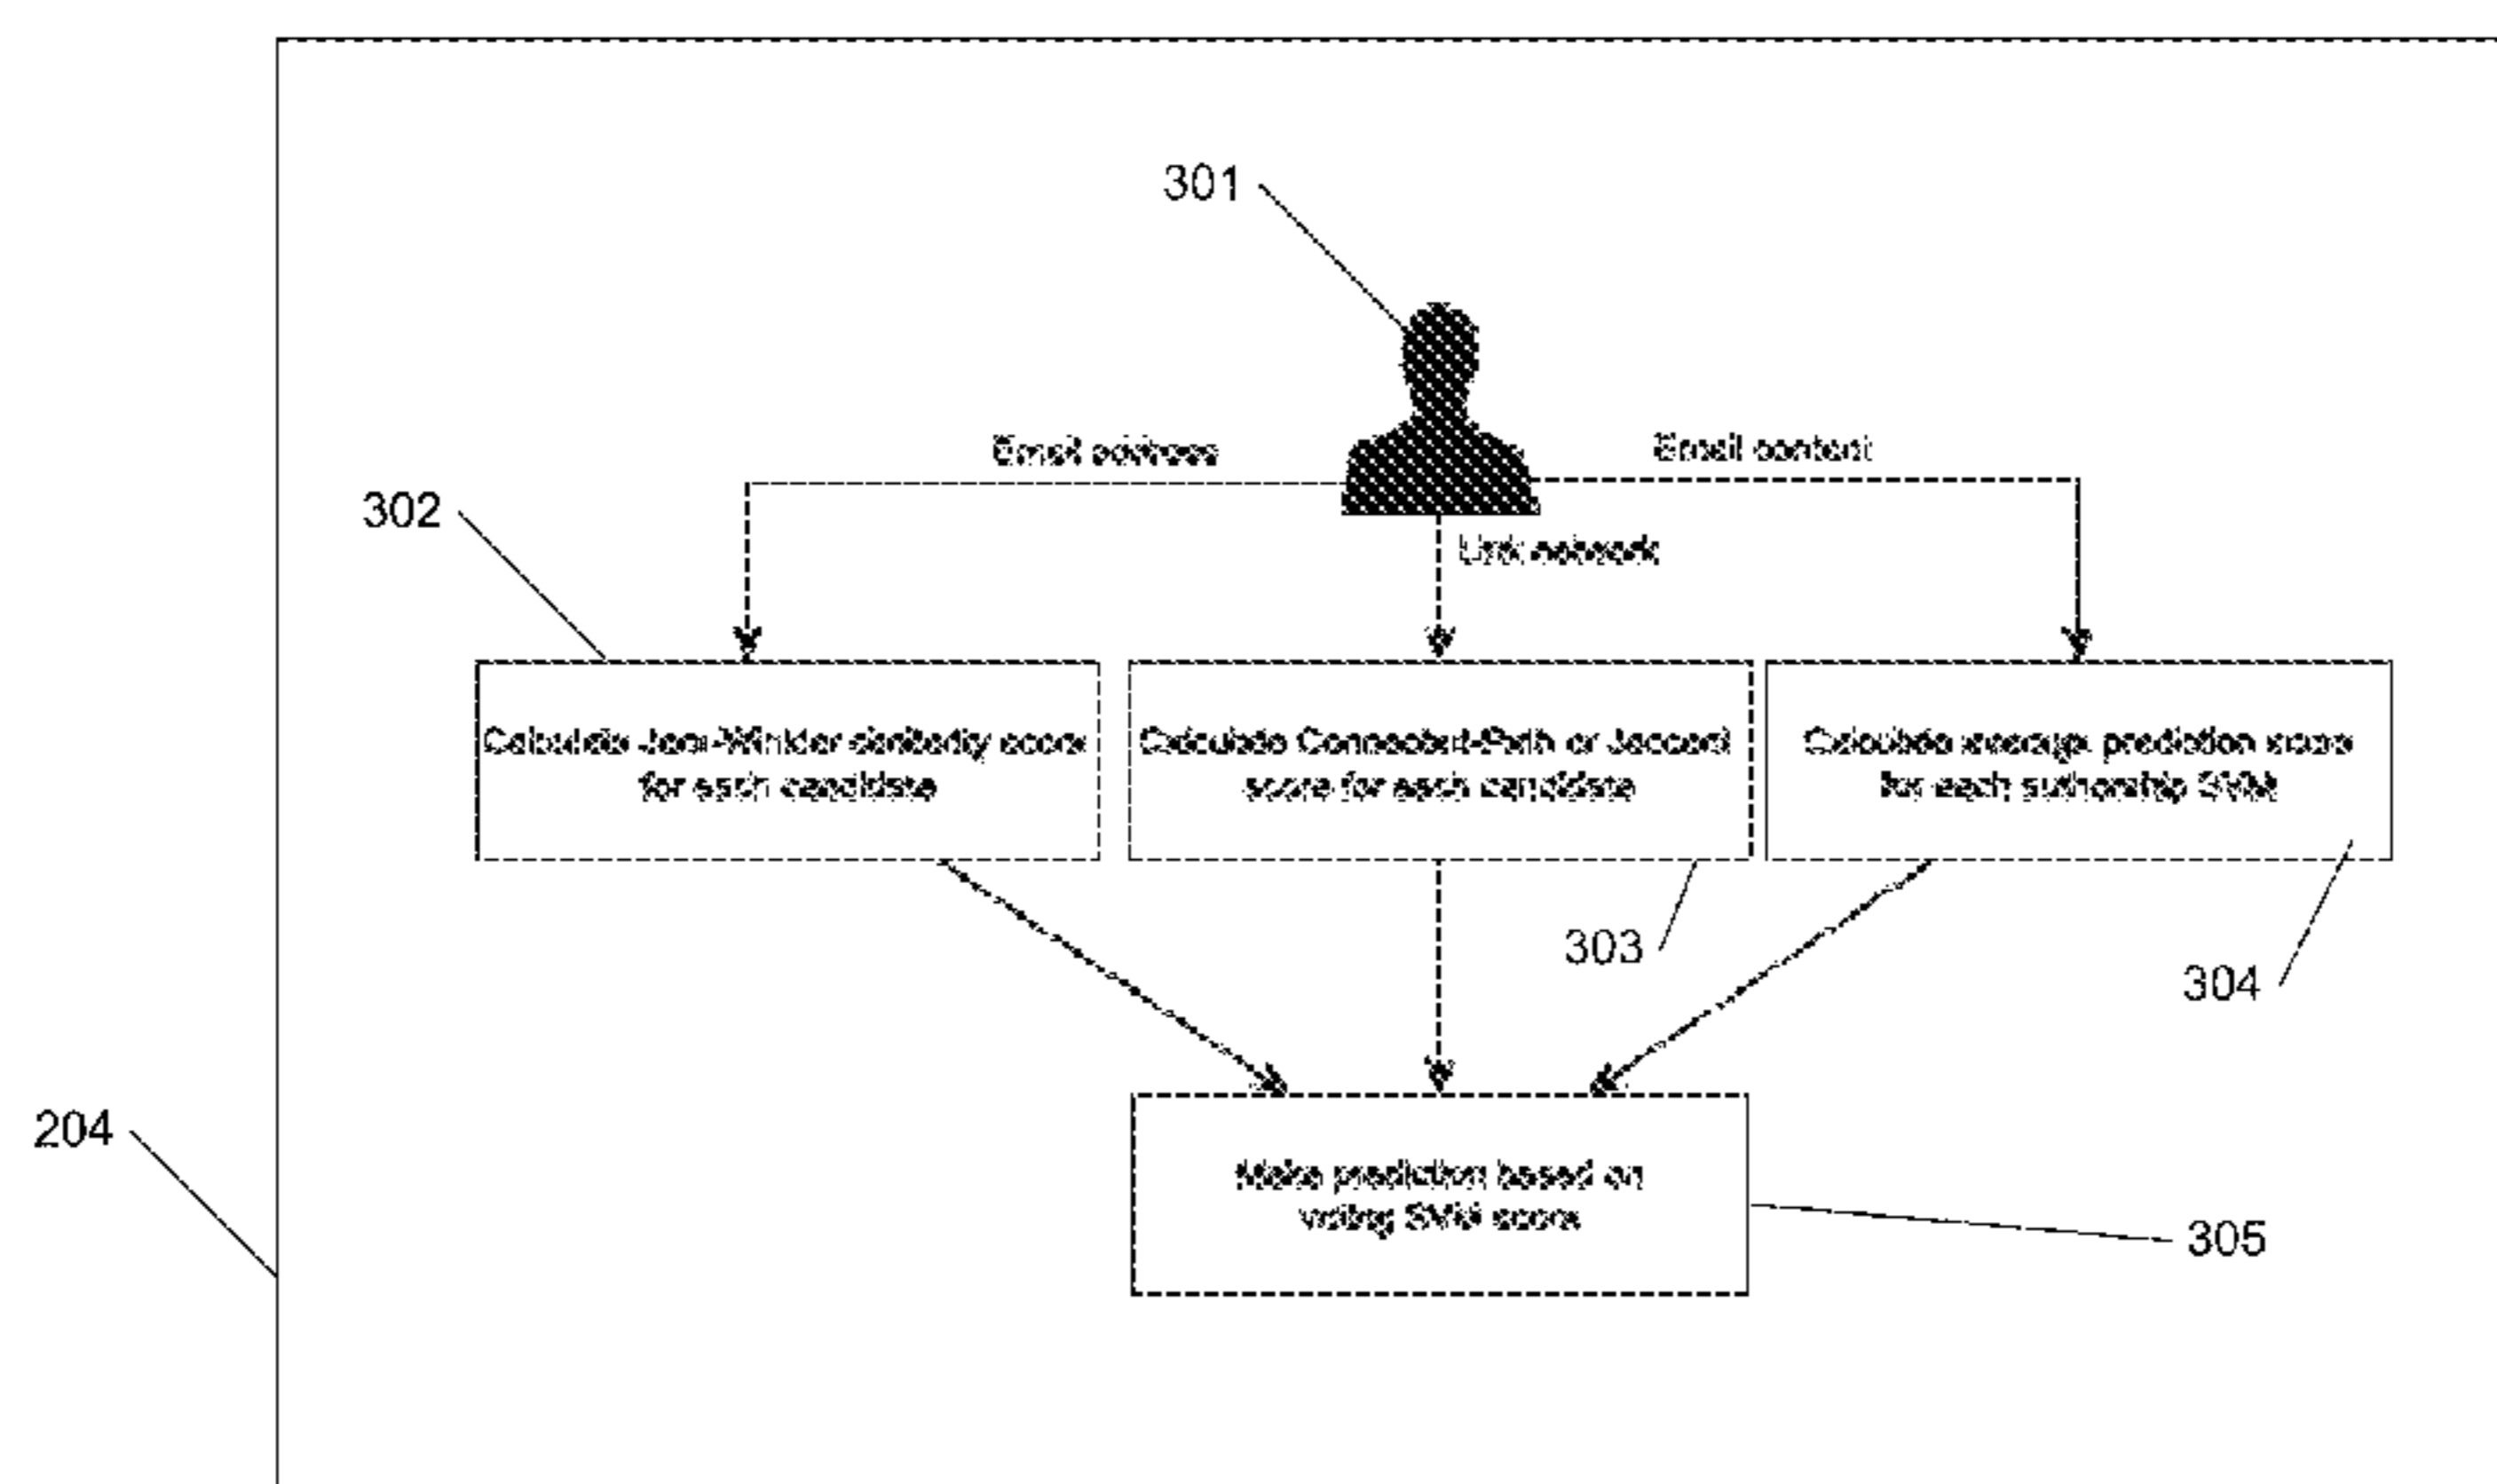 301
Email address
Email content
302
Link network
Calculate Jaro-Winkler similarity score
for each candidate
Calculate Connected-Path or Jaccard
score for each candidate
Calculate average prediction score
for each authorship SVM
303
304
204
Make prediction based on
voting SVM score
305